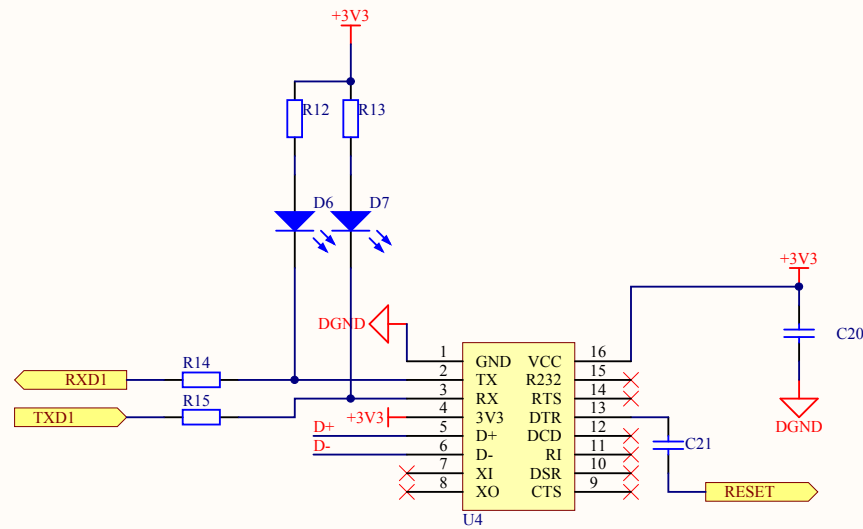 +3V3
R12 R13
D6 D7
+3V3
DGND
C20
R14
1 GND VCC 16
RXD1
2 TX R232 15
R15
3 RX RTS 14
TXD1
+3V3
4 3V3 DTR 13
D+
5 D+ DCD 12
C21
D-
6 D- RI 11
7 XI DSR 10
8 XO CTS 9
DGND
RESET
U4